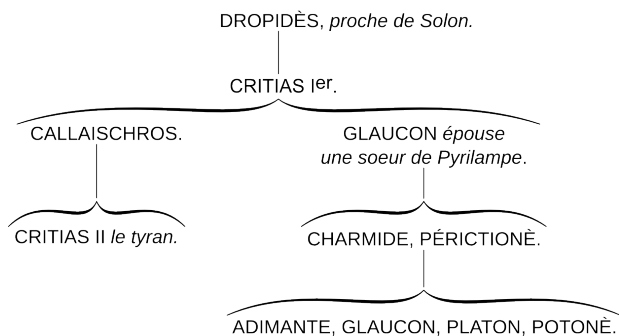 DROPIDÈS, proche de Solon.
CRITIAS Ier.
CALLAISCHROS.
GLAUCON épouse
une soeur de Pyrilampe.
CRITIAS II le tyran.
CHARMIDE, PÉRICTIONÈ.
ADIMANTE, GLAUCON, PLATON, POTONÈ.